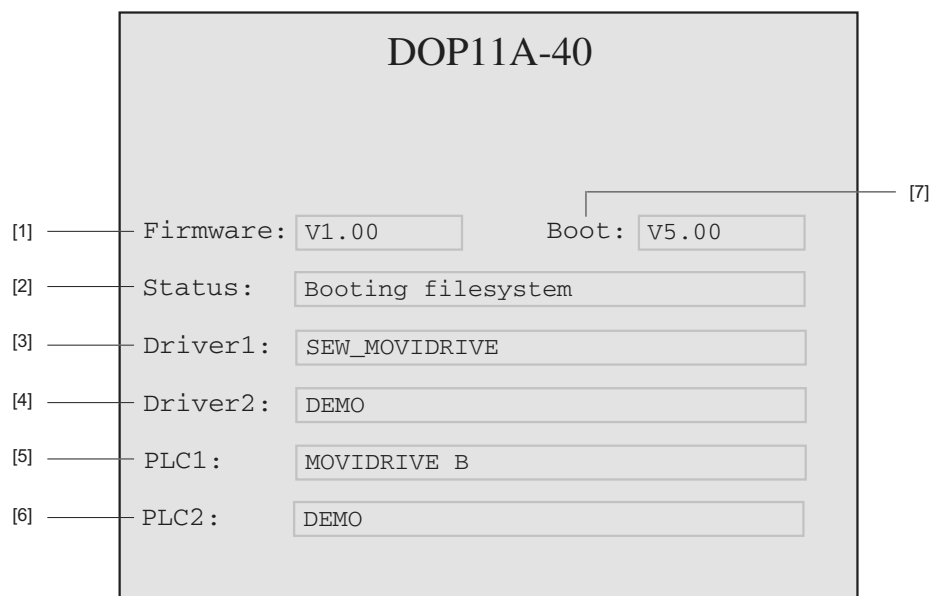 DOP11A-40
[7]
[1] Firmware: V1.00 Boot: V5.00
[2] Status: Booting filesystem
[3] Driver1: SEW_MOVIDRIVE
[4] Driver2: DEMO
[5] PLC1: MOVIDRIVE B
[6] PLC2: DEMO